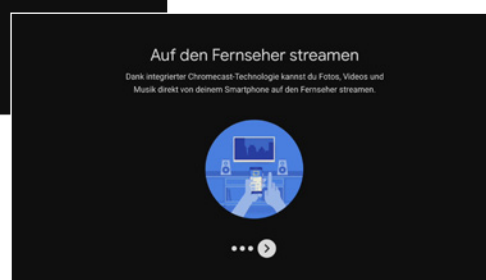 Auf den Fernseher streamen
Dank integrierter Chromecast-Technologie kannst du Fotos, Videos und
Musik direkt von deinem Smartphone auf den Fernseher streamen.